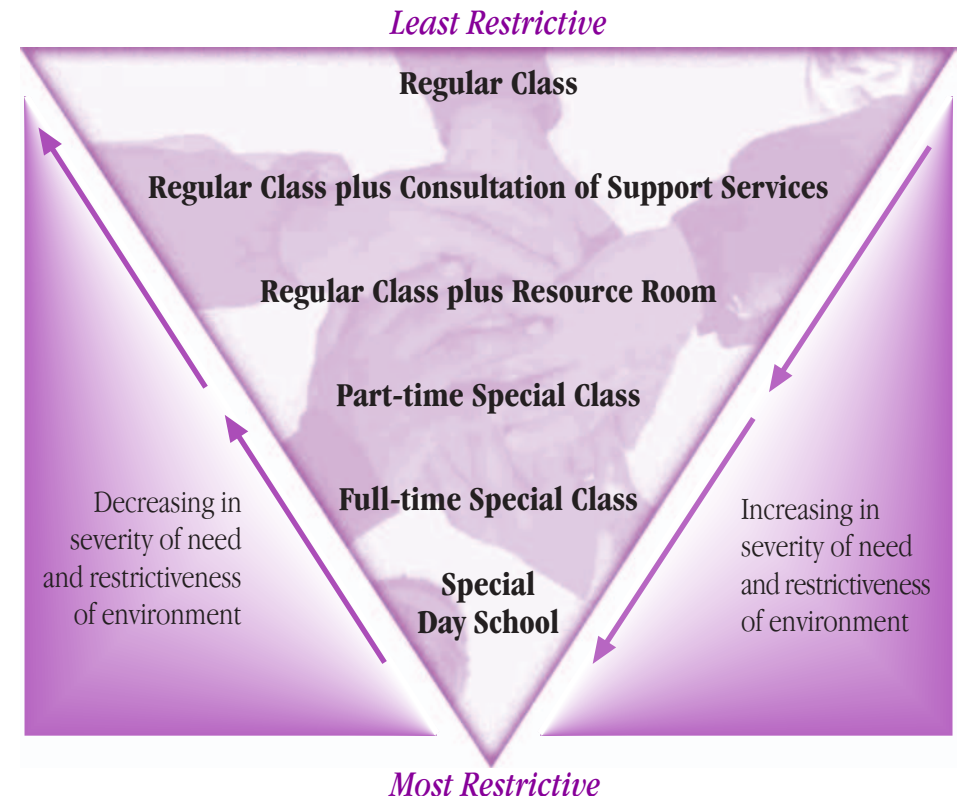 Least Restrictive
Regular Class
Regular Class plus Consultation of Support Services
Regular Class plus Resource Room
Part-time Special Class
Full-time Special Class
Special
Day School
Decreasing in
severity of need
and restrictiveness
of environment
Increasing in
severity of need
and restrictiveness
of environment
Most Restrictive